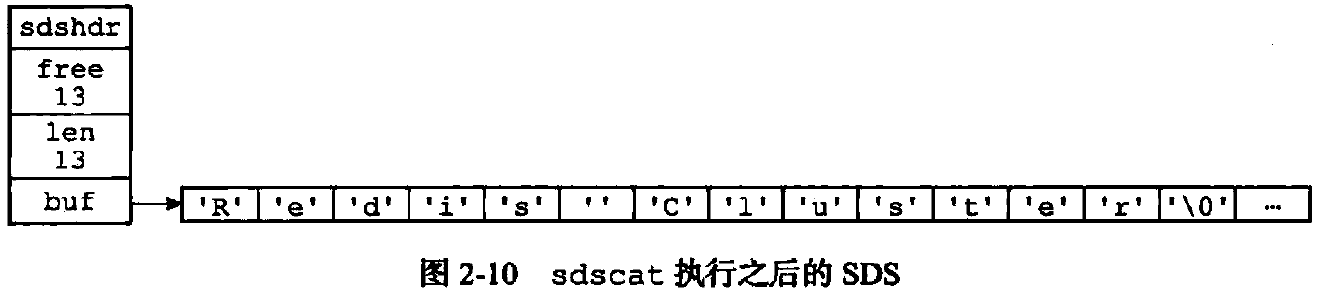 sdshdr
free
13
len
13
buf
'R' 'e' 'd' 'i' 's' ' ' 'C' 'l' 'u' 's' 't' 'e' 'r' '\0' …
图 2-10 sdscat 执行之后的 SDS